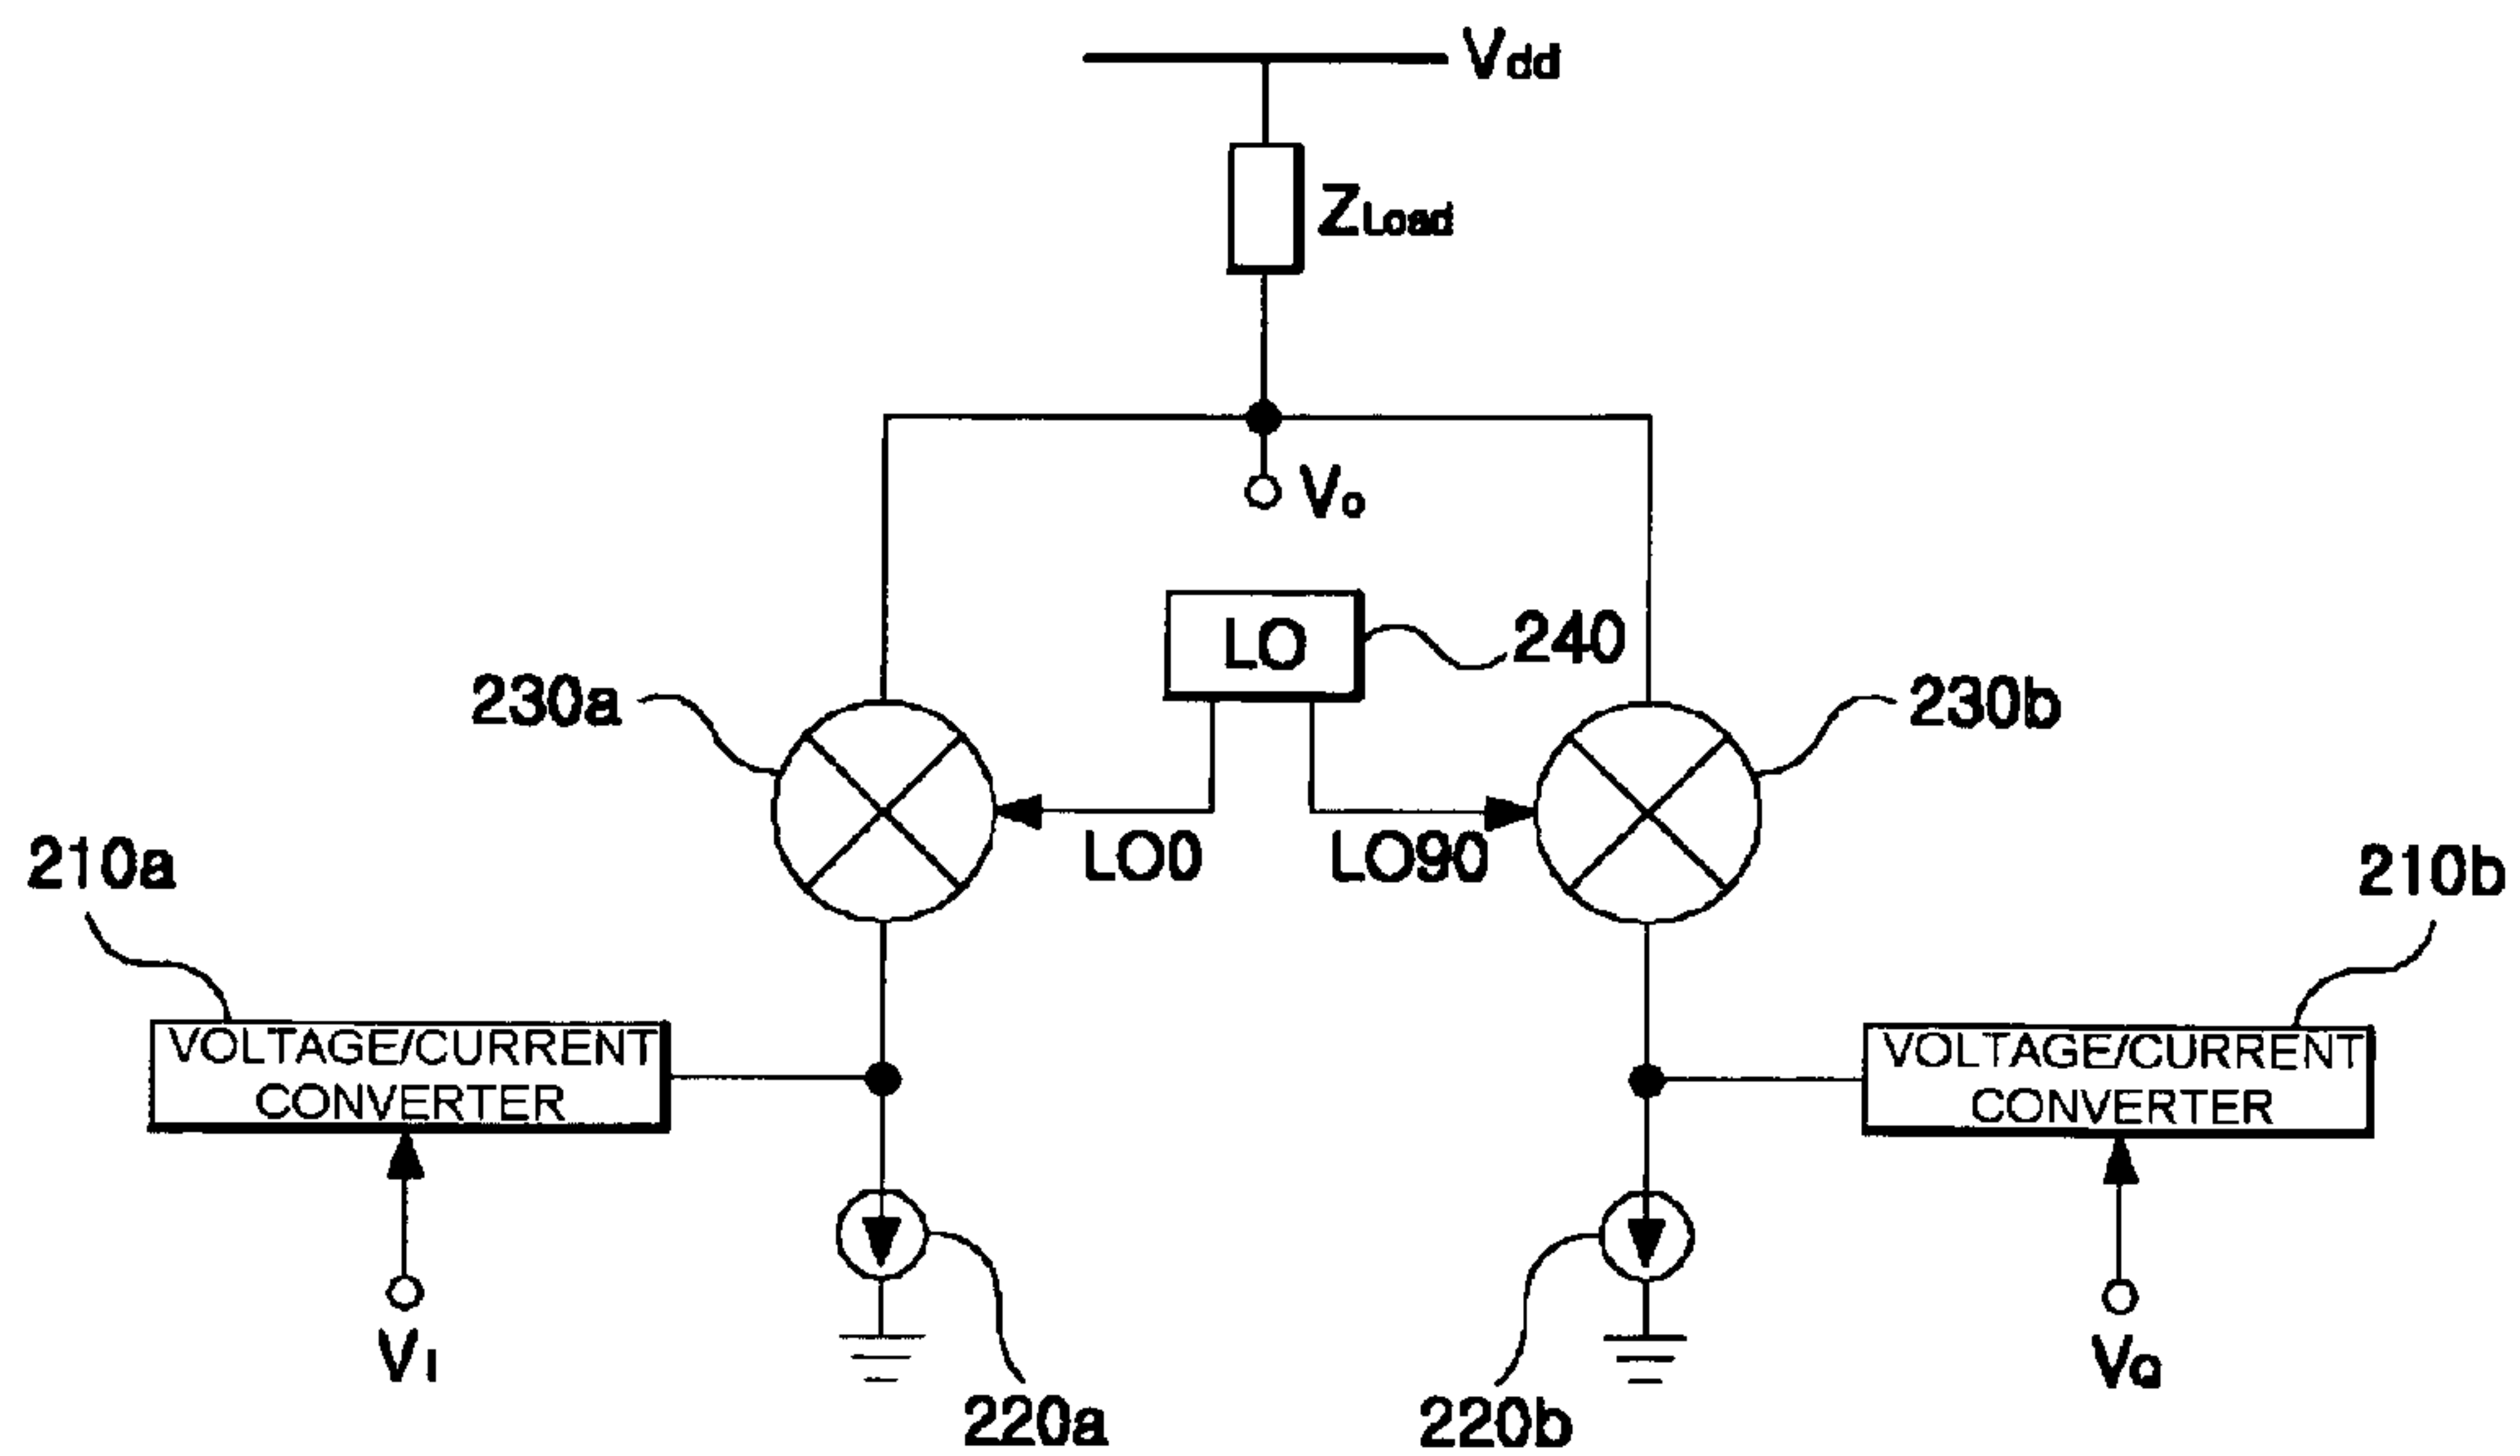 Vdd
ZLoad
Vo
LO
240
230a
230b
LO0
LO90
210a
210b
VOLTAGE/CURRENT
CONVERTER
VOLTAGE/CURRENT
CONVERTER
VI
VQ
220a
220b